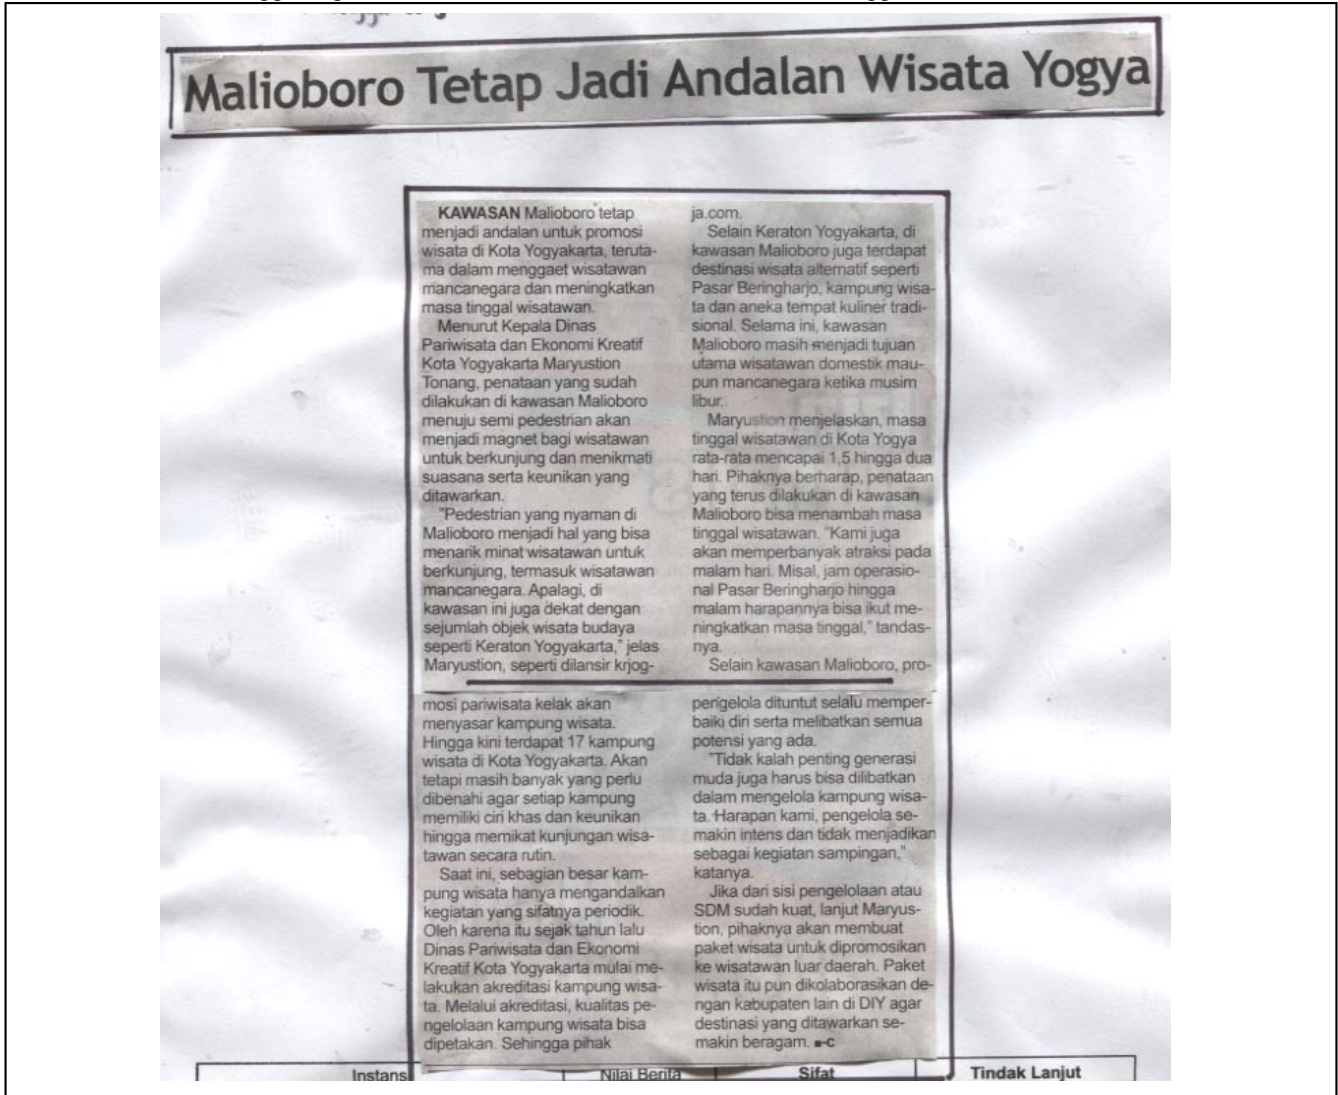 Malioboro Tetap Jadi Andalan Wisata Yogya
KAWASAN Malioboro tetap
menjadi andalan untuk promosi
wisata di Kota Yogyakarta, teruta-
ma dalam menggaet wisatawan
mancanegara dan meningkatkan
masa tinggal wisatawan.
Menurut Kepala Dinas
Pariwisata dan Ekonomi Kreatif
Kota Yogyakarta Maryustion
Tonang, penataan yang sudah
dilakukan di kawasan Malioboro
menuju semi pedestrian akan
menjadi magnet bagi wisatawan
untuk berkunjung dan menikmati
suasana serta keunikan yang
ditawarkan.
"Pedestrian yang nyaman di
Malioboro menjadi hal yang bisa
menarik minat wisatawan untuk
berkunjung, termasuk wisatawan
mancanegara. Apalagi, di
kawasan ini juga dekat dengan
sejumlah objek wisata budaya
seperti Keraton Yogyakarta," jelas
Maryustion, seperti dilansir krjog-
ja.com.
Selain Keraton Yogyakarta, di
kawasan Malioboro juga terdapat
destinasi wisata alternatif seperti
Pasar Beringharjo, kampung wisa-
ta dan aneka tempat kuliner tradi-
sional. Selama ini, kawasan
Malioboro masih menjadi tujuan
utama wisatawan domestik mau-
pun mancanegara ketika musim
libur.
Maryustion menjelaskan, masa
tinggal wisatawan di Kota Yogya
rata-rata mencapai 1,5 hingga dua
hari. Pihaknya berharap, penataan
yang terus dilakukan di kawasan
Malioboro bisa menambah masa
tinggal wisatawan. "Kami juga
akan memperbanyak atraksi pada
malam hari. Misal, jam operasio-
nal Pasar Beringharjo hingga
malam harapannya bisa ikut me-
ningkatkan masa tinggal," tandas-
nya.
Selain kawasan Malioboro, pro-
mosi pariwisata kelak akan
menyasar kampung wisata.
Hingga kini terdapat 17 kampung
wisata di Kota Yogyakarta. Akan
tetapi masih banyak yang perlu
dibenahi agar setiap kampung
memiliki ciri khas dan keunikan
hingga memikat kunjungan wisa-
tawan secara rutin.
Saat ini, sebagian besar kam-
pung wisata hanya mengandalkan
kegiatan yang sifatnya periodik.
Oleh karena itu sejak tahun lalu
Dinas Pariwisata dan Ekonomi
Kreatif Kota Yogyakarta mulai me-
lakukan akreditasi kampung wisa-
ta. Melalui akreditasi, kualitas pe-
ngelolaan kampung wisata bisa
dipetakan. Sehingga pihak
pengelola dituntut selalu memper-
baiki diri serta melibatkan semua
potensi yang ada.
"Tidak kalah penting generasi
muda juga harus bisa dilibatkan
dalam mengelola kampung wisa-
ta. Harapan kami, pengelola se-
makin intens dan tidak menjadikan
sebagai kegiatan sampingan,"
katanya.
Jika dari sisi pengelolaan atau
SDM sudah kuat, lanjut Maryus-
tion, pihaknya akan membuat
paket wisata untuk dipromosikan
ke wisatawan luar daerah. Paket
wisata itu pun dikolaborasikan de-
ngan kabupaten lain di DIY agar
destinasi yang ditawarkan se-
makin beragam. ■-C
Instans Nilai Berita Sifat Tindak Lanjut